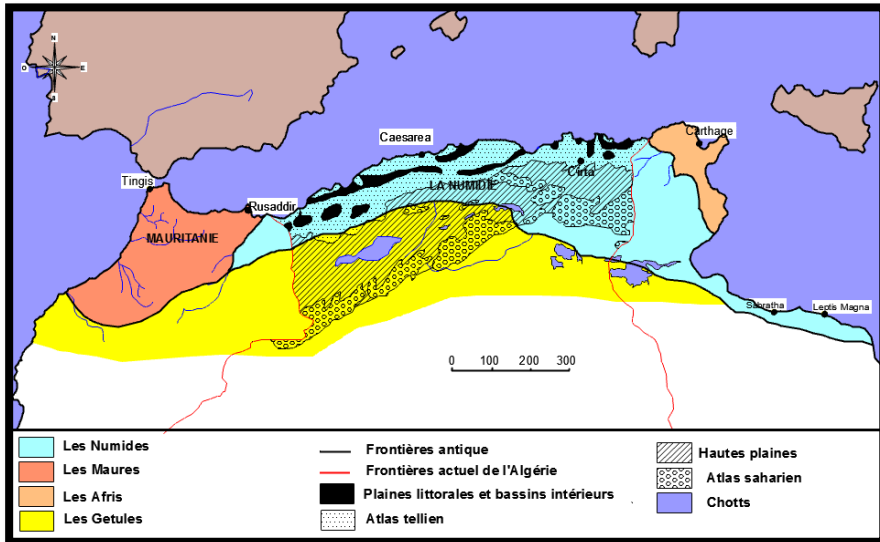 N
O
E
Carthage
Caesarea
Cirta
Tingis
LA NUMIDIE
Rusaddir
MAURITANIE
Sabratha
Leptis Magna
0 100 200 300
Les Numides
Les Maures
Les Afris
Les Getules
Frontières antique
Frontières actuel de l'Algérie
Plaines littorales et bassins intérieurs
Atlas tellien
Hautes plaines
Atlas saharien
Chotts